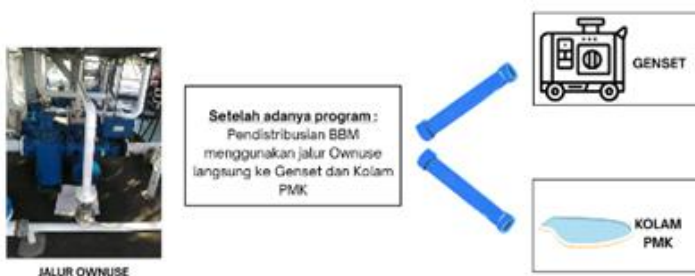 JALUR OWNUSE
Setelah adanya program :
Pendistribusian BBM
menggunakan jalur Ownuse
langsung ke Genset dan Kolam
PMK
GENSET
KOLAM
PMK